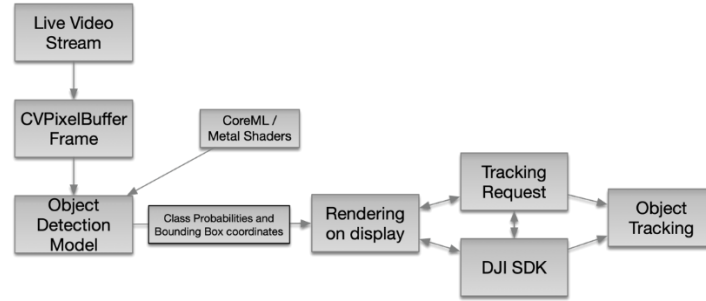 Live Video
Stream
CVPixelBuffer
Frame
CoreML /
Metal Shaders
Object
Detection
Model
Class Probabilities and
Bounding Box coordinates
Rendering
on display
Tracking
Request
DJI SDK
Object
Tracking